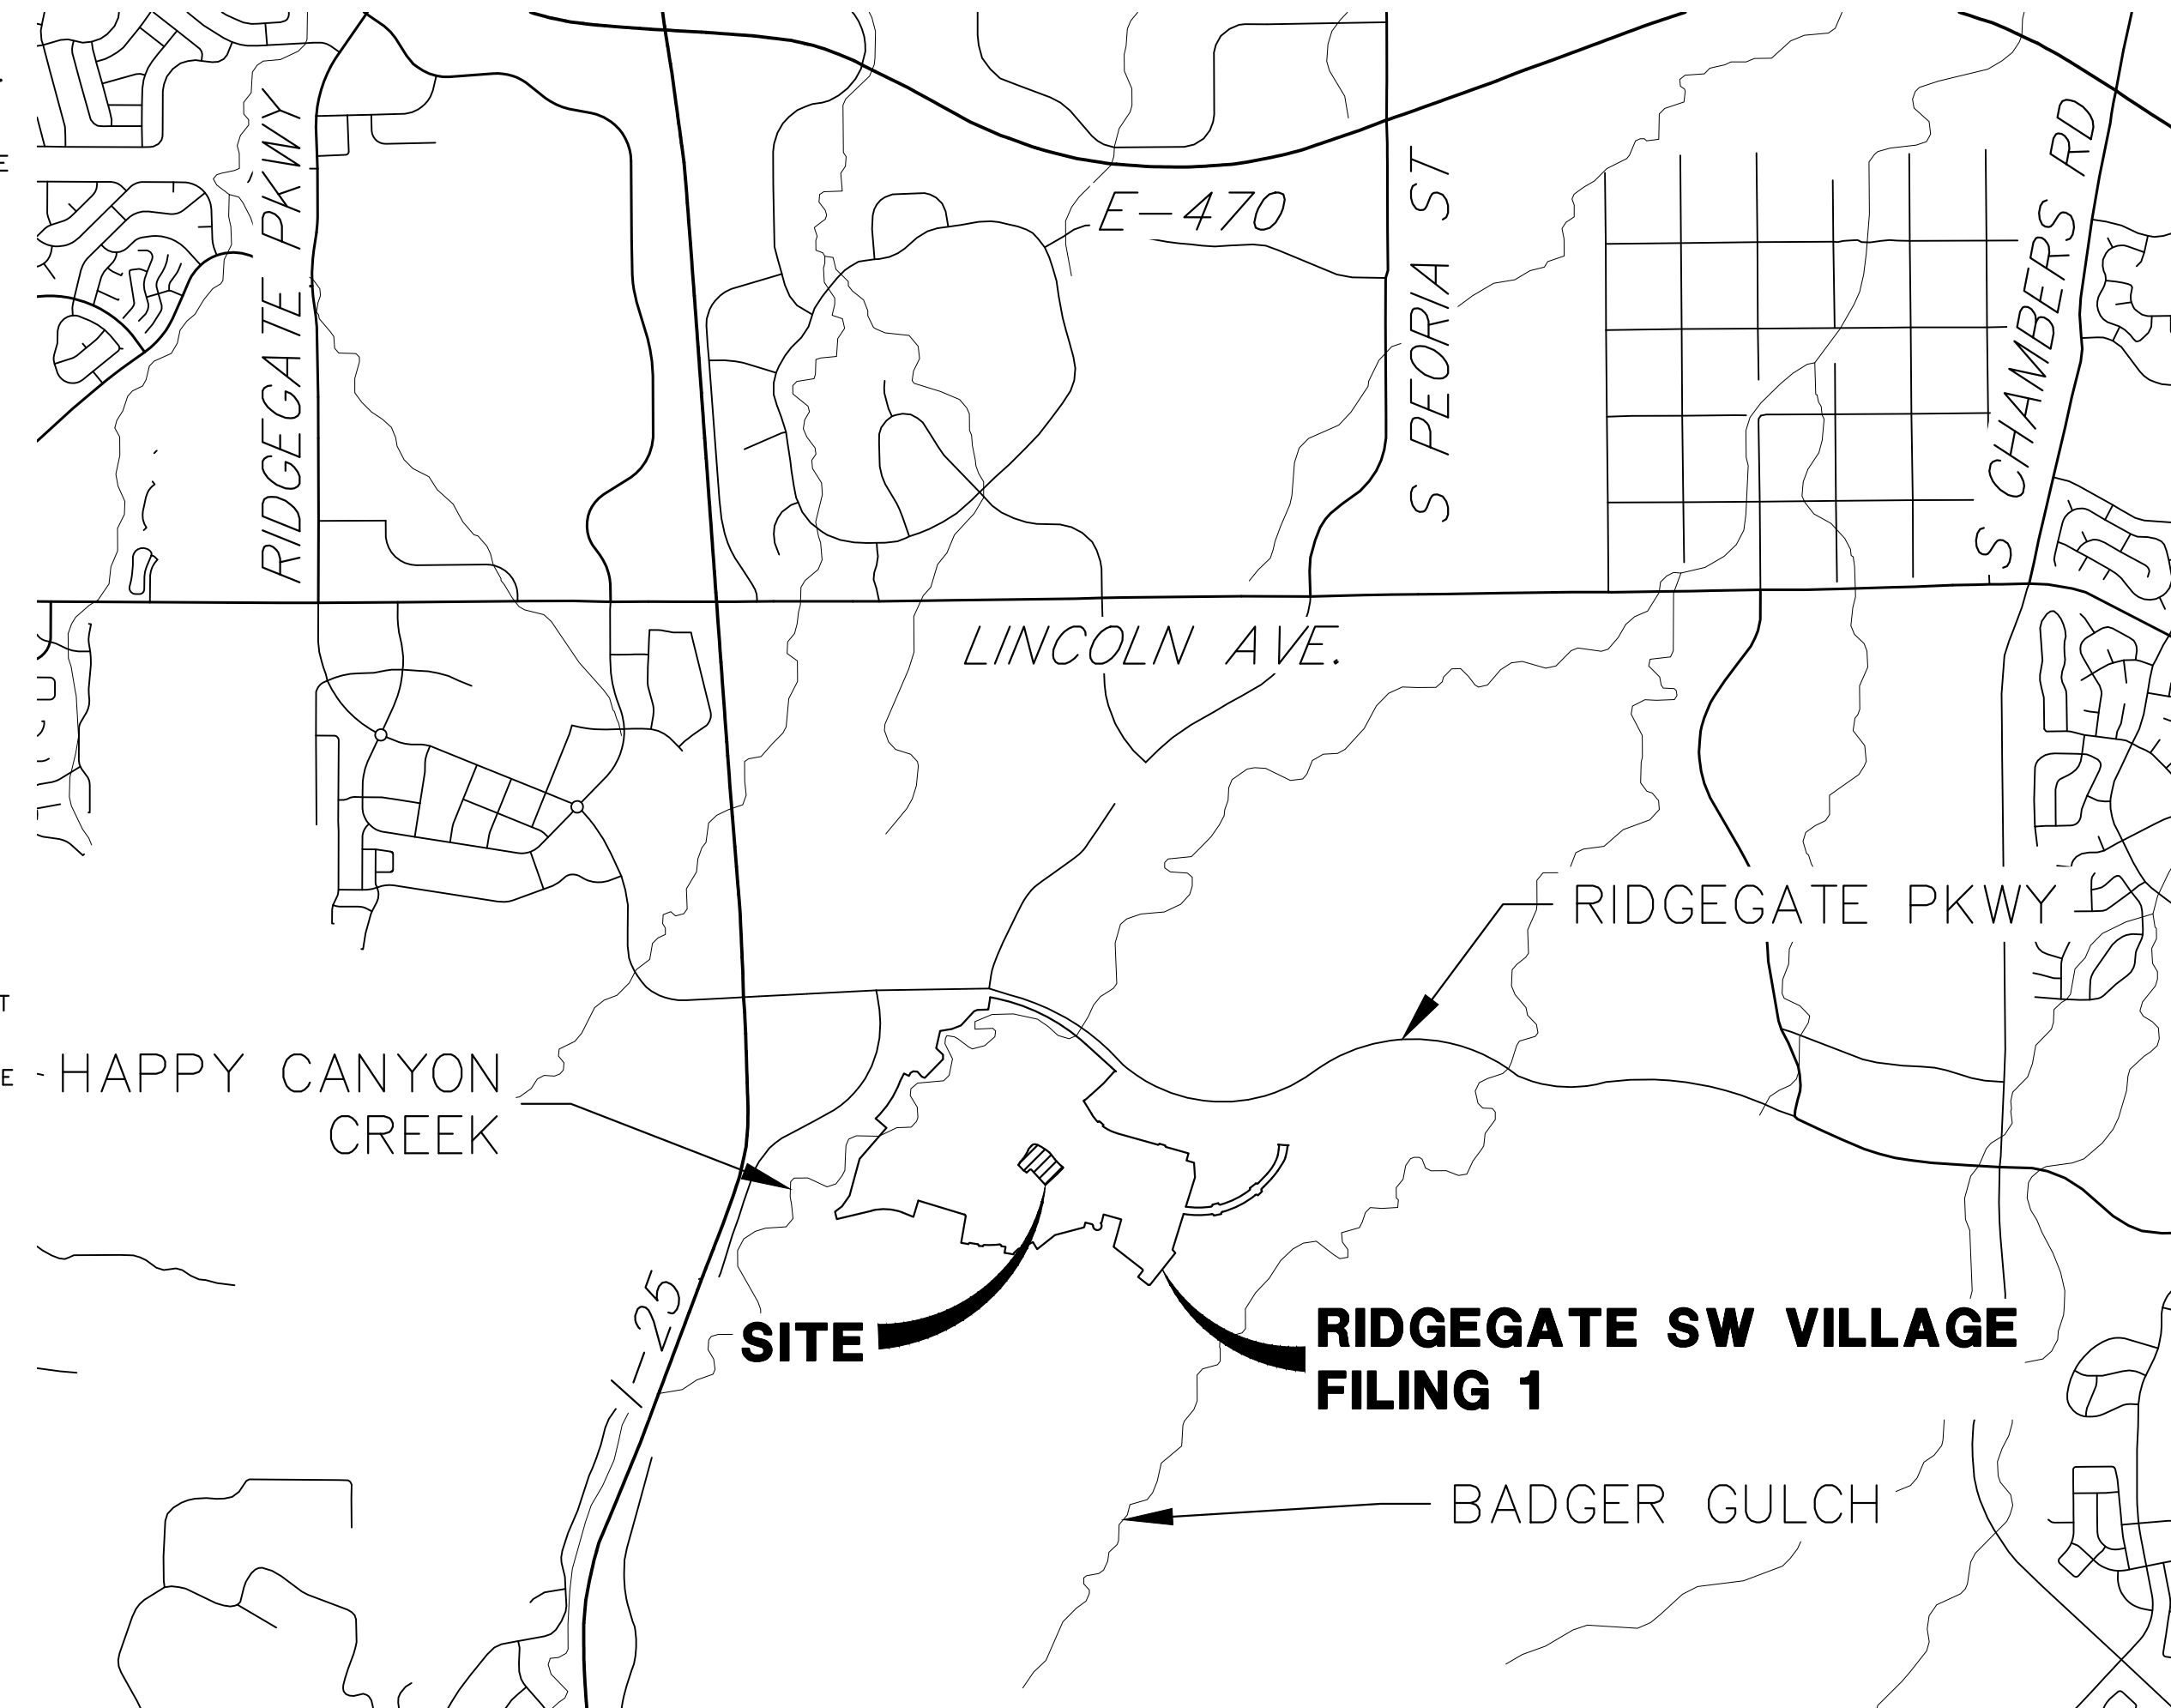 RIDGEGATE PKWY
E-470
S PEORIA ST
S CHAMBERS RD
LINCOLN AVE.
RIDGEGATE PKWY
HAPPY CANYON
CREEK
I-25
SITE
RIDGEGATE SW VILLAGE
FILING 1
BADGER GULCH